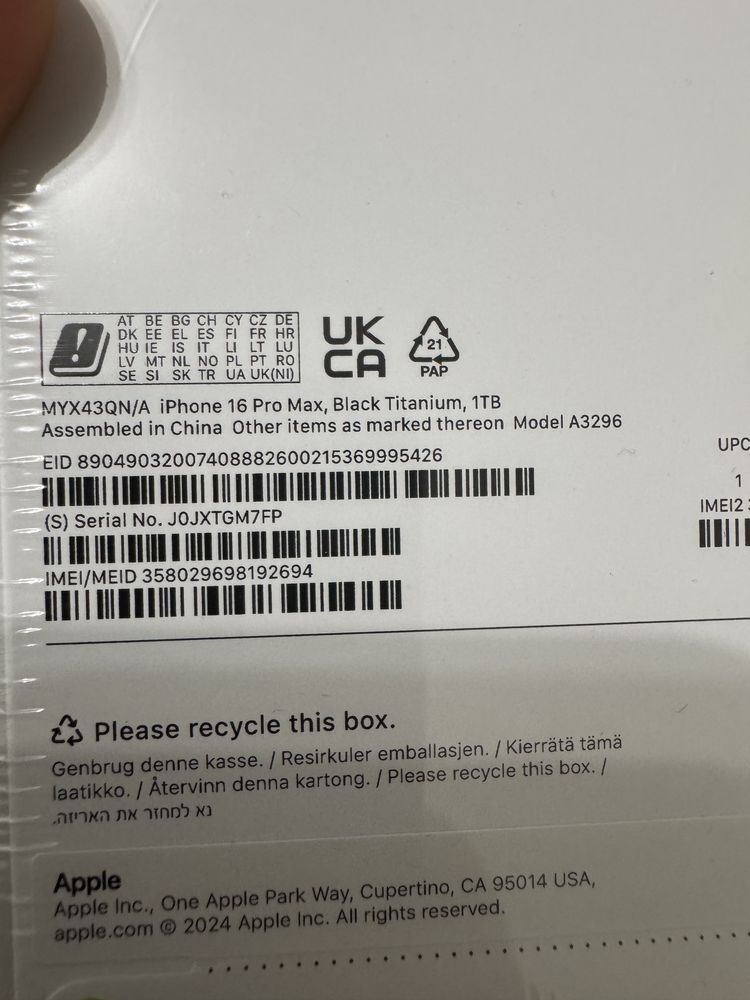 AT BE BG CH CY CZ DE
DK EE EL ES FI FR HR
HU IE IS IT LI LT LU
LV MT NL NO PL PT RO
SE SI SK TR UA UK(NI)
UK
CA
21
PAP
MYX43QN/A iPhone 16 Pro Max, Black Titanium, 1TB
Assembled in China Other items as marked thereon Model A3296
EID 89049032007408882600215369995426
UPC
(S) Serial No. J0JXTGM7FP
1
IMEI2 3
IMEI/MEID 358029698192694
Please recycle this box.
Genbrug denne kasse. / Resirkuler emballasjen. / Kierrätä tämä
laatikko. / Återvinn denna kartong. / Please recycle this box. /
נא למחזר את האריזה.
Apple
Apple Inc., One Apple Park Way, Cupertino, CA 95014 USA,
apple.com © 2024 Apple Inc. All rights reserved.